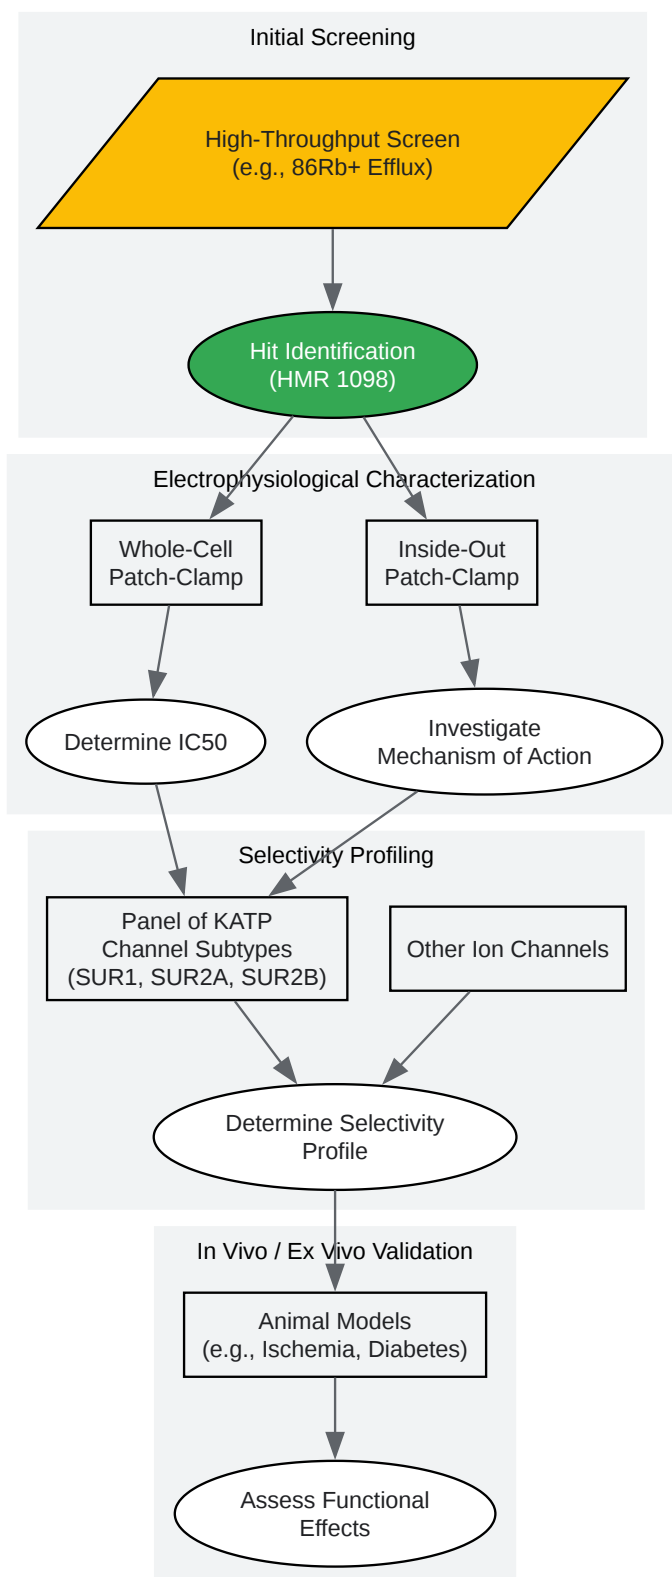 Initial Screening
High-Throughput Screen
(e.g., 86Rb+ Efflux)
Hit Identification
(HMR 1098)
Electrophysiological Characterization
Whole-Cell
Patch-Clamp
Inside-Out
Patch-Clamp
Determine IC50
Investigate
Mechanism of Action
Selectivity Profiling
Panel of KATP
Channel Subtypes
(SUR1, SUR2A, SUR2B)
Other Ion Channels
Determine Selectivity
Profile
In Vivo / Ex Vivo Validation
Animal Models
(e.g., Ischemia, Diabetes)
Assess Functional
Effects